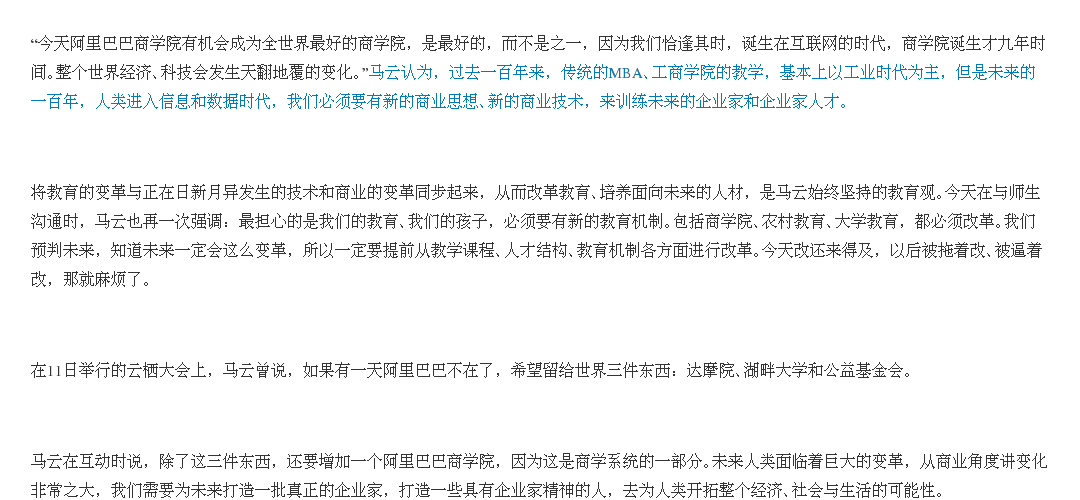 “今天阿里巴巴商学院有机会成为全世界最好的商学院，是最好的，而不是之一，因为我们恰逢其时，诞生在互联网的时代，商学院诞生才九年时
间。整个世界经济、科技会发生天翻地覆的变化。”马云认为，过去一百年来，传统的MBA、工商学院的教学，基本上以工业时代为主，但是未来的
一百年，人类进入信息和数据时代，我们必须要有新的商业思想、新的商业技术，来训练未来的企业家和企业家人才。
将教育的变革与正在日新月异发生的技术和商业的变革同步起来，从而改革教育、培养面向未来的人材，是马云始终坚持的教育观。今天在与师生
沟通时，马云也再一次强调：最担心的是我们的教育、我们的孩子，必须要有新的教育机制。包括商学院、农村教育、大学教育，都必须改革。我们
预判未来，知道未来一定会这么变革，所以一定要提前从教学课程、人才结构、教育机制各方面进行改革。今天改还来得及，以后被拖着改、被逼着
改，那就麻烦了。
在11日举行的云栖大会上，马云曾说，如果有一天阿里巴巴不在了，希望留给世界三件东西：达摩院、湖畔大学和公益基金会。
马云在互动时说，除了这三件东西，还要增加一个阿里巴巴商学院，因为这是商学系统的一部分。未来人类面临着巨大的变革，从商业角度讲变化
非常之大，我们需要为未来打造一批真正的企业家，打造一些具有企业家精神的人，去为人类开拓整个经济、社会与生活的可能性。